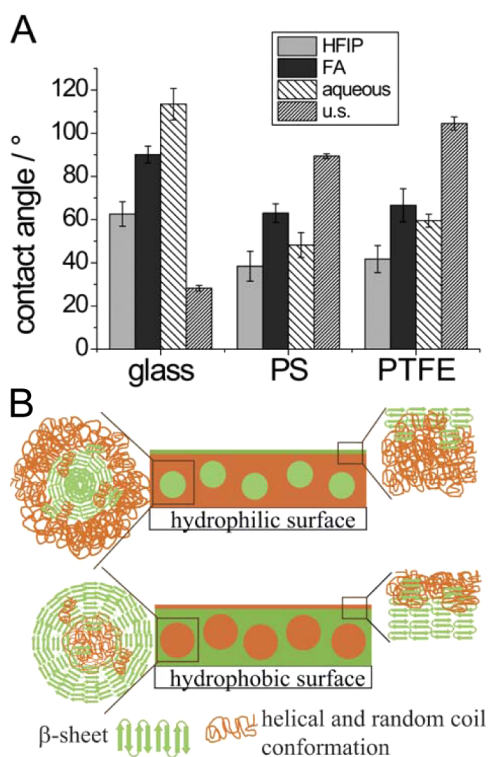 A
HFIP
FA
aqueous
u.s.
contact angle / °
120
100
80
60
40
20
0
glass PS PTFE
B
hydrophilic surface
hydrophobic surface
β-sheet
helical and random coil
conformation